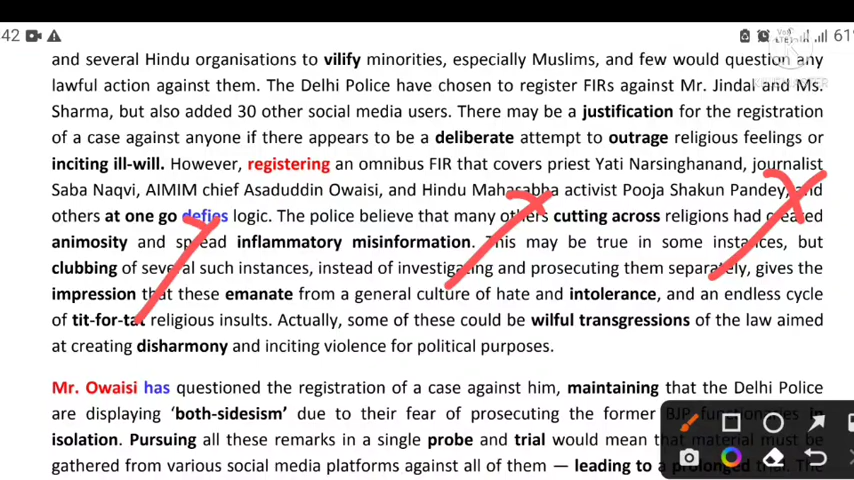 42
61
and several Hindu organisations to vilify minorities, especially Muslims, and few would question any
lawful action against them. The Delhi Police have chosen to register FIRs against Mr. Jindal and Ms.
Sharma, but also added 30 other social media users. There may be a justification for the registration
of a case against anyone if there appears to be a deliberate attempt to outrage religious feelings or
inciting ill-will. However, registering an omnibus FIR that covers priest Yati Narsinghanand, journalist
Saba Naqvi, AIMIM chief Asaduddin Owaisi, and Hindu Mahasabha activist Pooja Shakun Pandey, and
others at one go defies logic. The police believe that many others cutting across religions had created
animosity and spread inflammatory misinformation. This may be true in some instances, but
clubbing of several such instances, instead of investigating and prosecuting them separately, gives the
impression that these emanate from a general culture of hate and intolerance, and an endless cycle
of tit-for-tat religious insults. Actually, some of these could be wilful transgressions of the law aimed
at creating disharmony and inciting violence for political purposes.
Mr. Owaisi has questioned the registration of a case against him, maintaining that the Delhi Police
are displaying ‘both-sidesism’ due to their fear of prosecuting the former BJP functionaries in
isolation. Pursuing all these remarks in a single probe and trial would mean that material must be
gathered from various social media platforms against all of them — leading to a prolonged trial. The